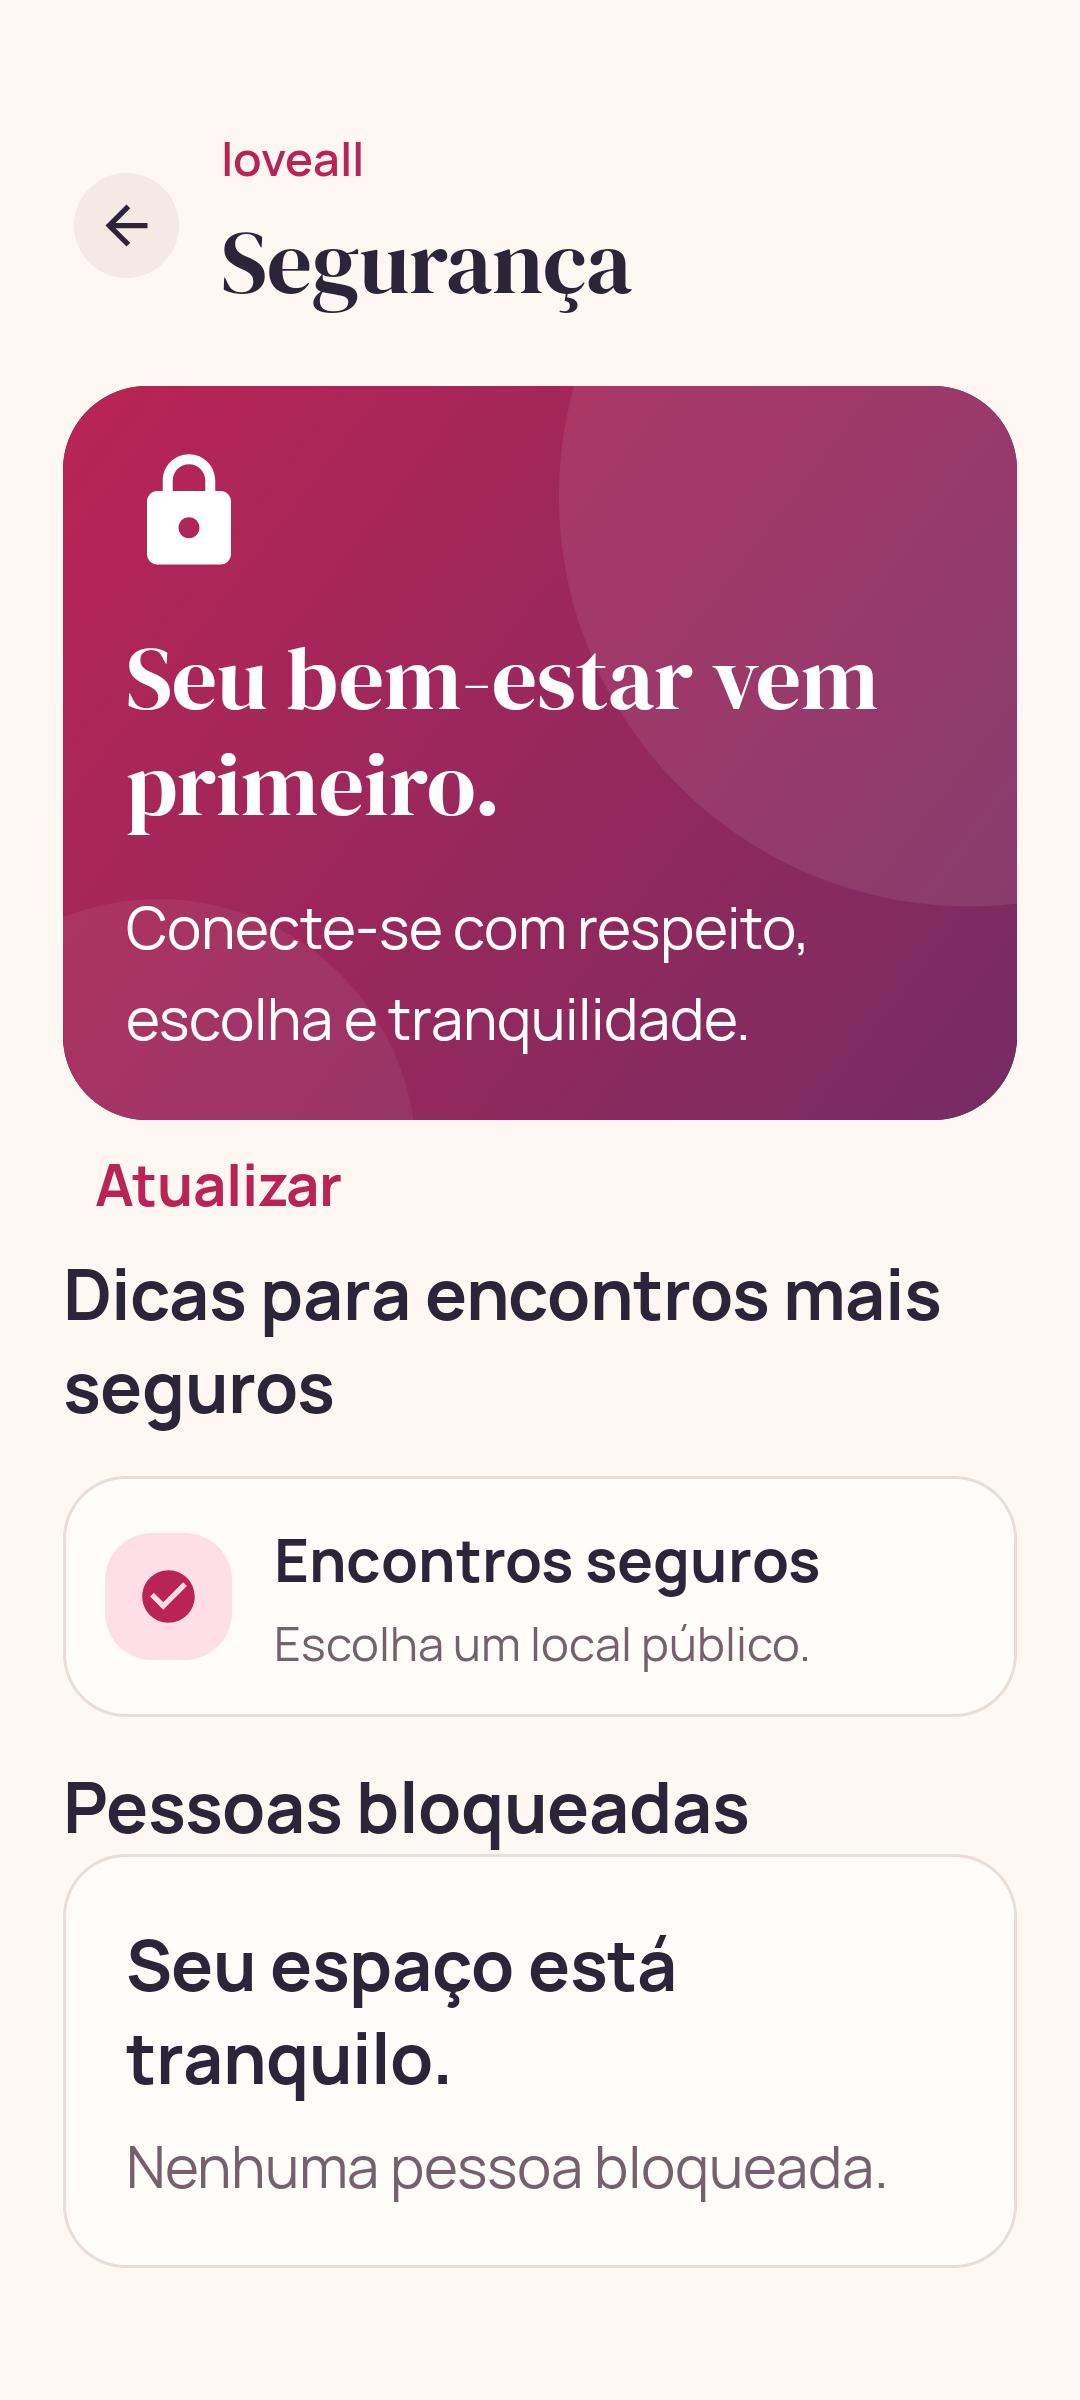 loveall
Segurança
Seu bem-estar vem
primeiro.
Conecte-se com respeito,
escolha e tranquilidade.
Atualizar
Dicas para encontros mais
seguros
Encontros seguros
Escolha um local público.
Pessoas bloqueadas
Seu espaço está
tranquilo.
Nenhuma pessoa bloqueada.